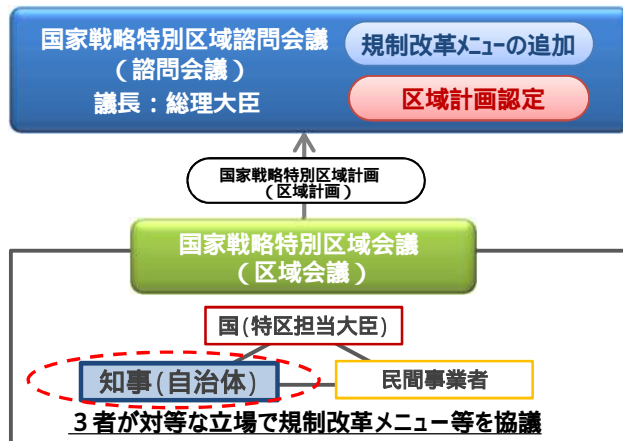 国家戦略特別区域諮問会議
(諮問会議)
議長:総理大臣
規制改革メニューの追加
区域計画認定
国家戦略特別区域計画
(区域計画)
国家戦略特別区域会議
(区域会議)
国(特区担当大臣)
知事(自治体)
民間事業者
3者が対等な立場で規制改革メニュー等を協議